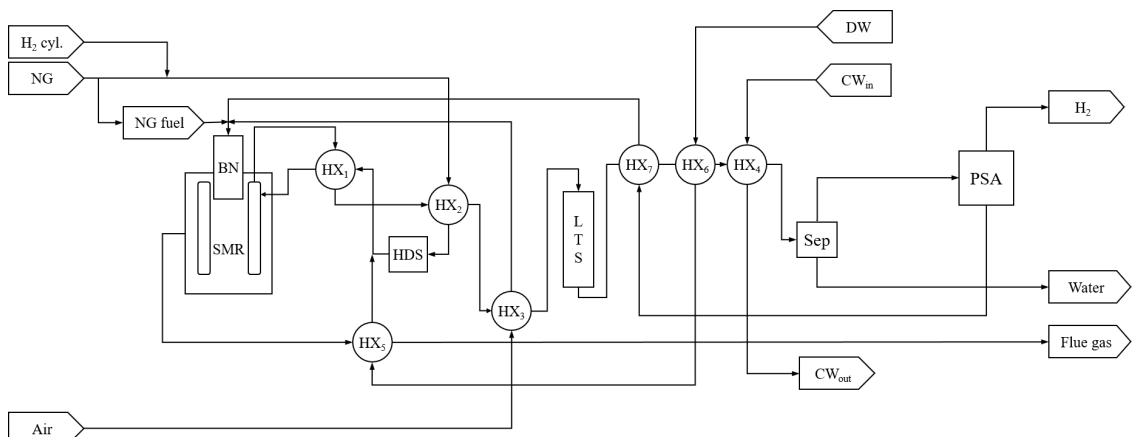 H₂ cyl.
NG
NG fuel
DW
CWin
H₂
BN
HX₁
HX₂
HX₇
HX₆
HX₄
PSA
SMR
HDS
L
T
S
Sep
HX₃
HX₅
Water
Flue gas
CWout
Air